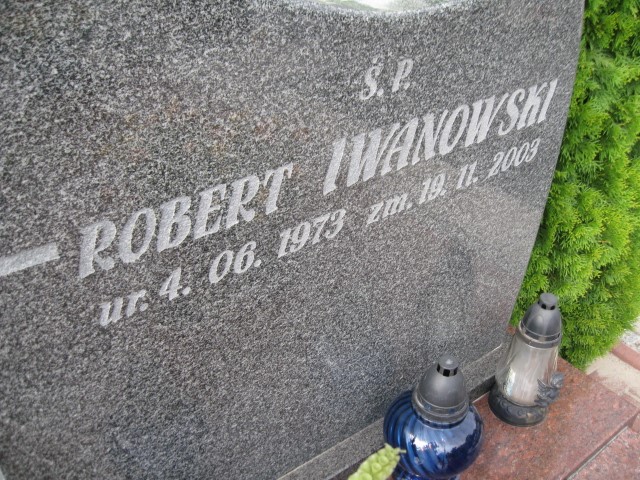 Ś. P.
ROBERT IWANOWSKI
ur. 4. 06. 1973 zm. 19. 11. 2003